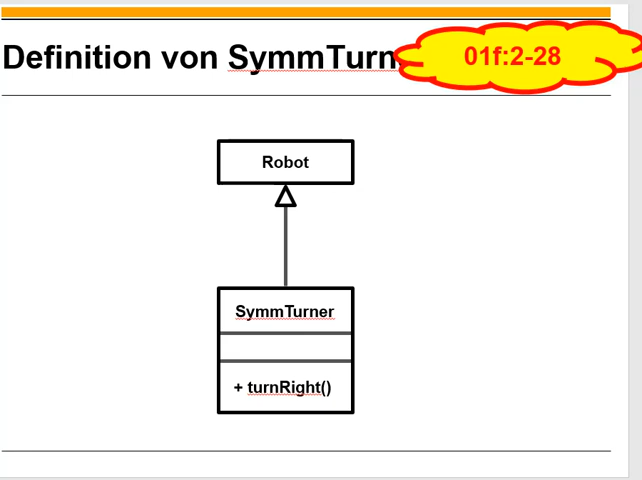 Definition von SymmTurn
01f:2-28
Robot
SymmTurner
+ turnRight()